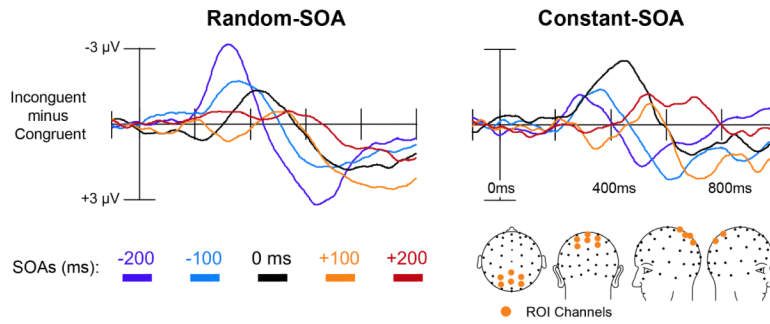 Random-SOA
Constant-SOA
-3 µV
Inconguent
minus
Congruent
+3 µV
0ms
400ms
800ms
SOAs (ms):
-200
-100
0 ms
+100
+200
ROI Channels